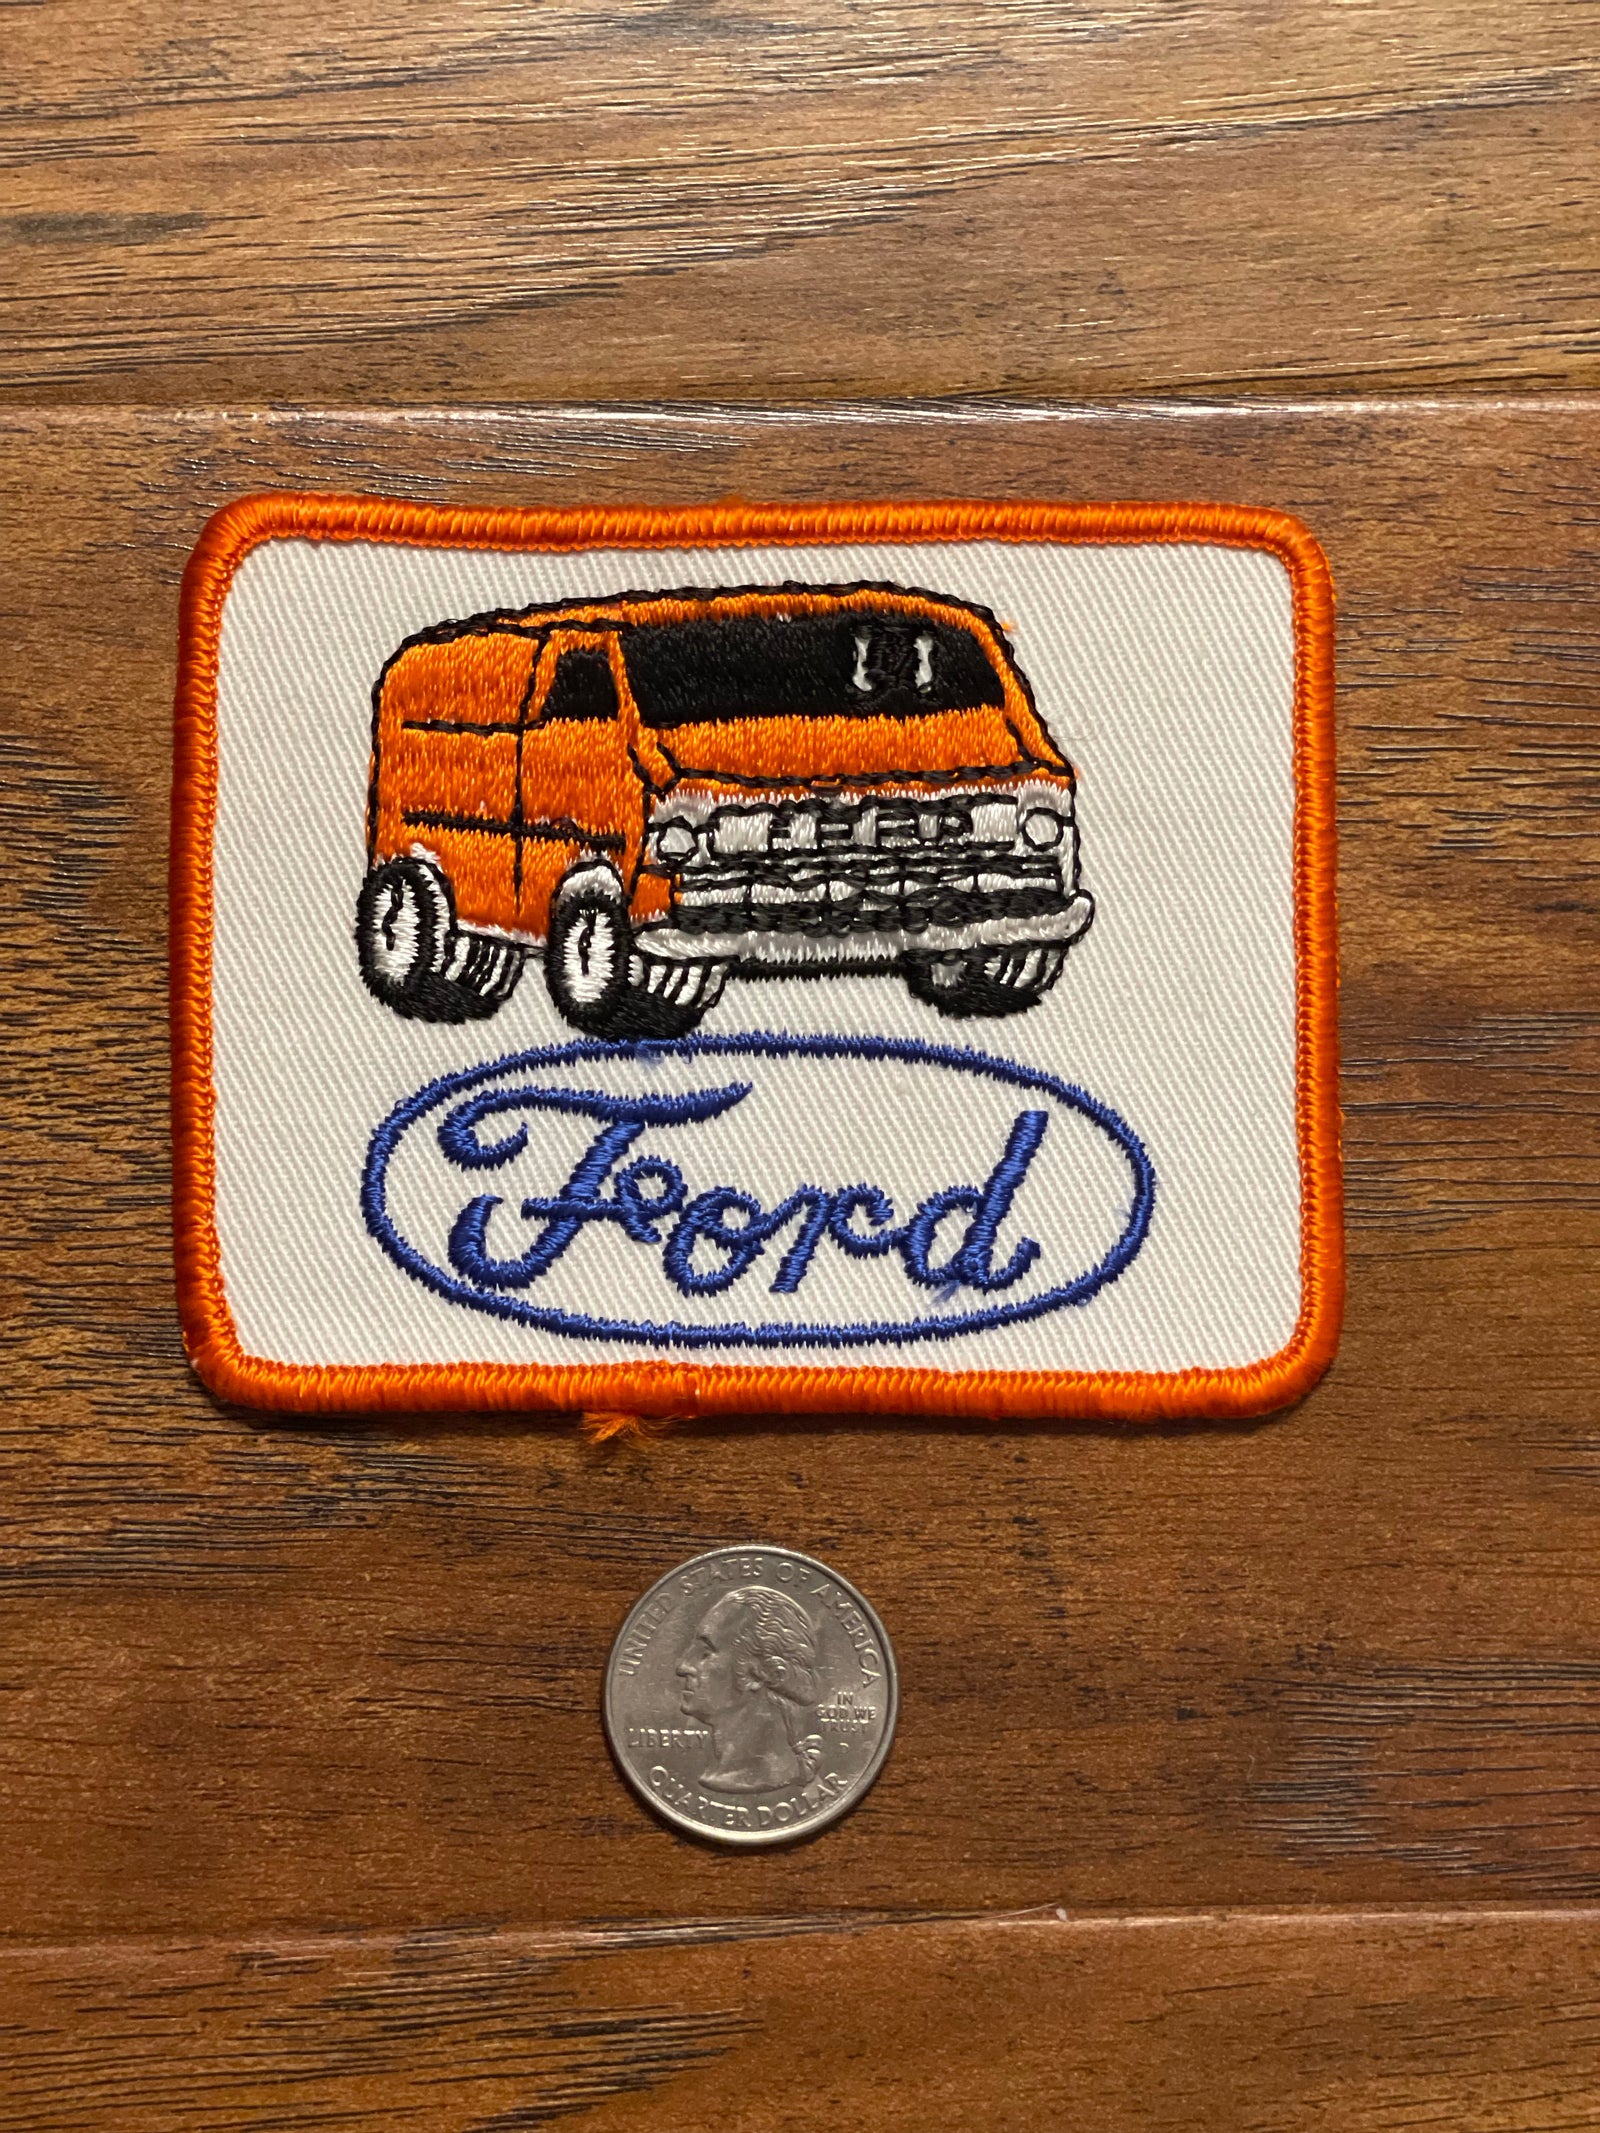 Ford
UNITED STATES OF AMERICA
IN
GOD WE
TRUST
LIBERTY
D
QUARTER DOLLAR